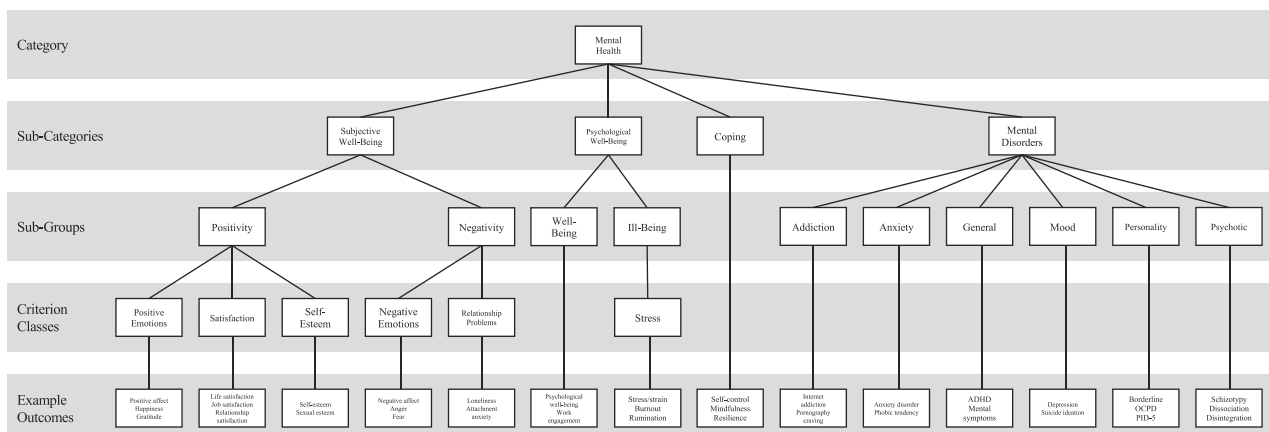 Category
Mental
Health
Sub-Categories
Subjective
Well-Being
Psychological
Well-Being
Coping
Mental
Disorders
Sub-Groups
Positivity
Negativity
Well-
Being
Ill-Being
Addiction
Anxiety
General
Mood
Personality
Psychotic
Criterion
Classes
Positive
Emotions
Satisfaction
Self-
Esteem
Negative
Emotions
Relationship
Problems
Stress
Example
Outcomes
Positive affect
Happiness
Gratitude
Life satisfaction
Job satisfaction
Relationship
satisfaction
Self-esteem
Sexual esteem
Negative affect
Anger
Fear
Loneliness
Attachment
anxiety
Psychological
well-being
Work
engagement
Stress/strain
Burnout
Rumination
Self-control
Mindfulness
Resilience
Internet
addiction
Pornography
craving
Anxiety disorder
Phobic tendency
ADHD
Mental
symptoms
Depression
Suicide ideation
Borderline
OCPD
PID-5
Schizotypy
Dissociation
Disintegration